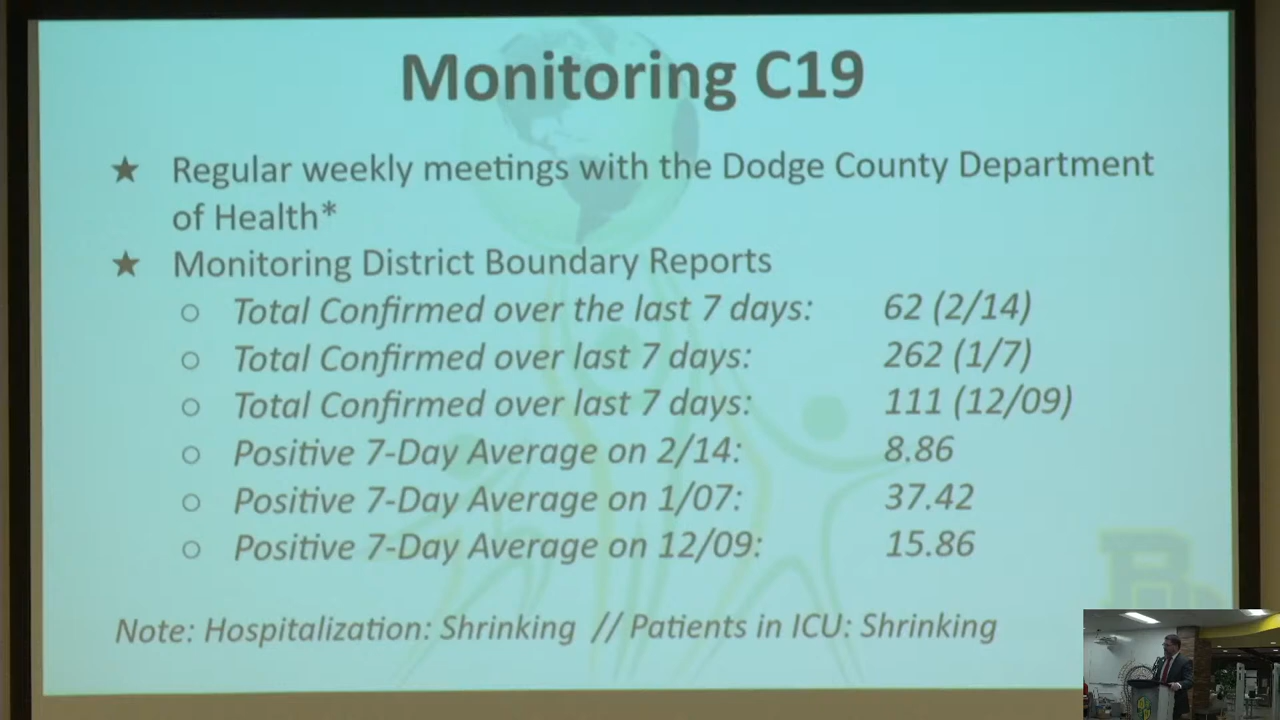 Monitoring C19
★ Regular weekly meetings with the Dodge County Department
of Health*
★ Monitoring District Boundary Reports
○ Total Confirmed over the last 7 days: 62 (2/14)
○ Total Confirmed over last 7 days: 262 (1/7)
○ Total Confirmed over last 7 days: 111 (12/09)
○ Positive 7-Day Average on 2/14: 8.86
○ Positive 7-Day Average on 1/07: 37.42
○ Positive 7-Day Average on 12/09: 15.86
Note: Hospitalization: Shrinking // Patients in ICU: Shrinking